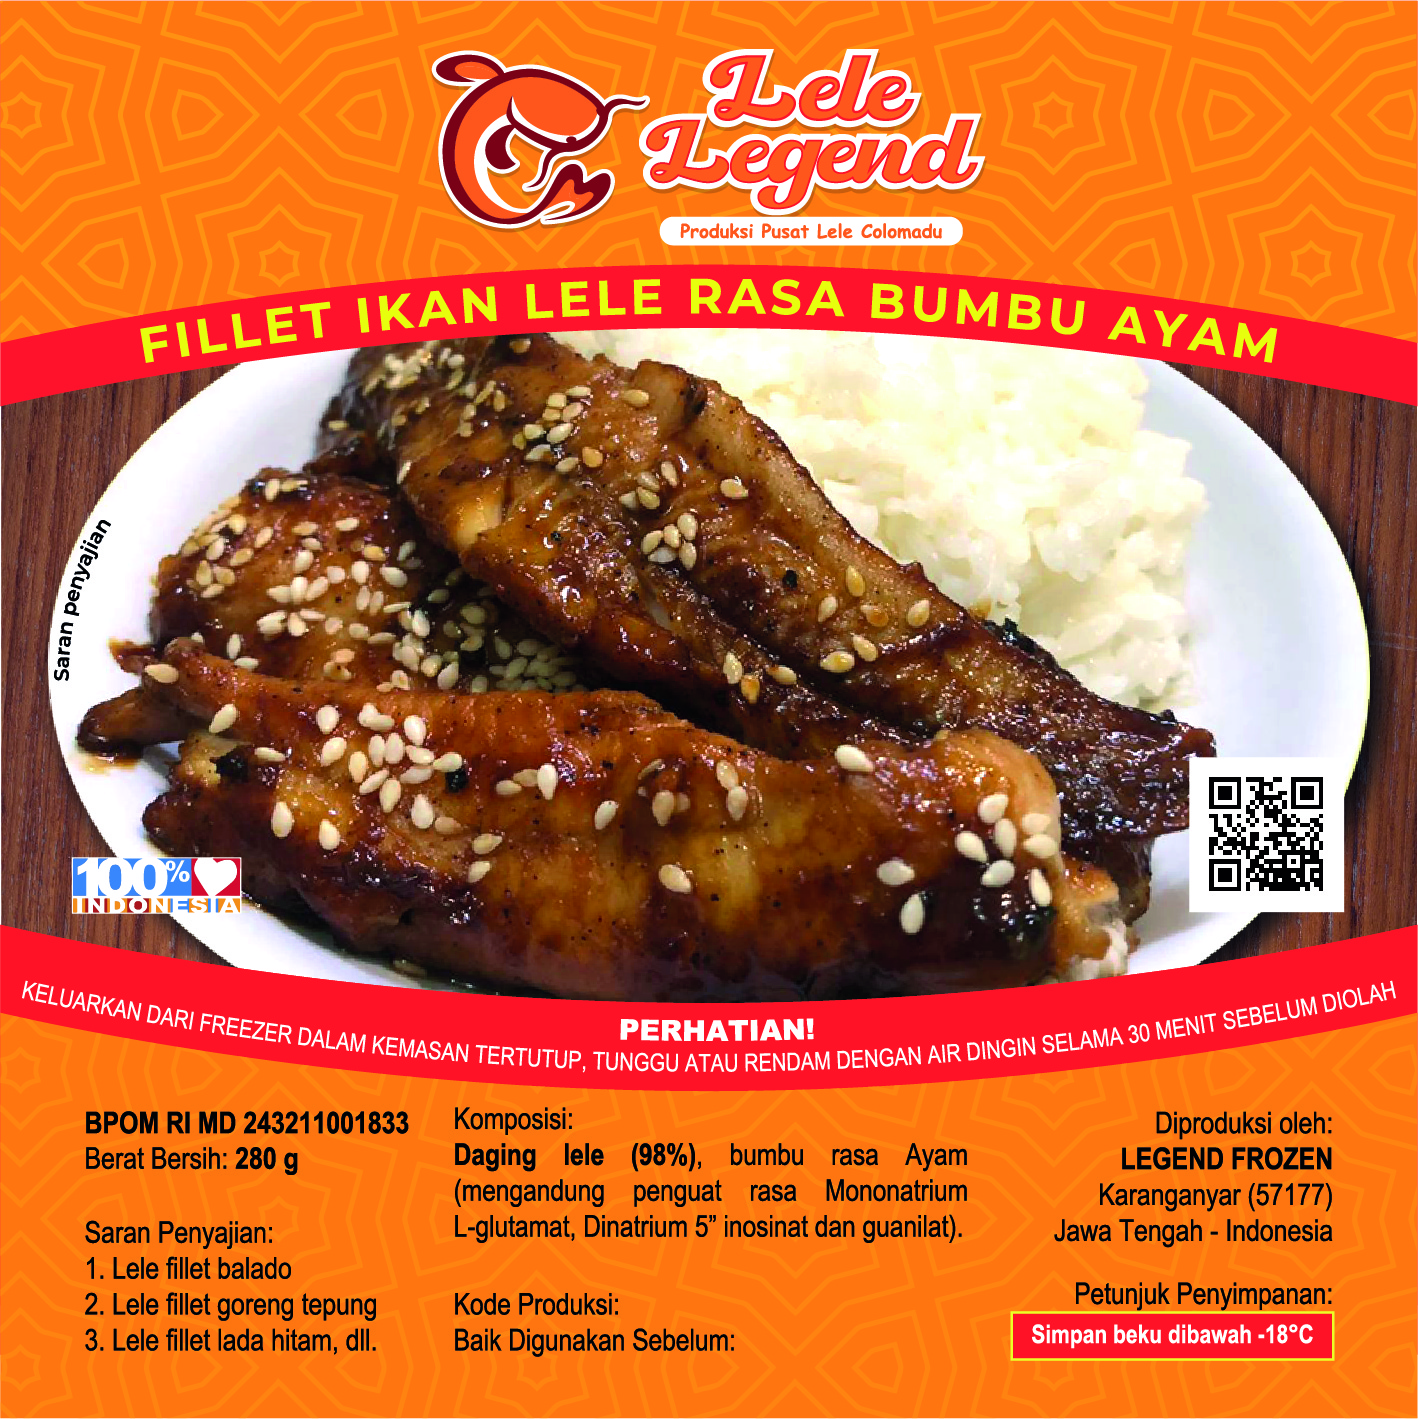 Lele
Legend
Produksi Pusat Lele Colomadu
FILLET IKAN LELE RASA BUMBU AYAM
Saran penyajian
100%
INDONESIA
PERHATIAN!
KELUARKAN DARI FREEZER DALAM KEMASAN TERTUTUP, TUNGGU ATAU RENDAM DENGAN AIR DINGIN SELAMA 30 MENIT SEBELUM DIOLAH
BPOM RI MD 243211001833
Berat Bersih: 280 g
Saran Penyajian:
1. Lele fillet balado
2. Lele fillet goreng tepung
3. Lele fillet lada hitam, dll.
Komposisi:
Daging lele (98%), bumbu rasa Ayam
(mengandung penguat rasa Mononatrium
L-glutamat, Dinatrium 5” inosinat dan guanilat).
Kode Produksi:
Baik Digunakan Sebelum:
Diproduksi oleh:
LEGEND FROZEN
Karanganyar (57177)
Jawa Tengah - Indonesia
Petunjuk Penyimpanan:
Simpan beku dibawah -18°C